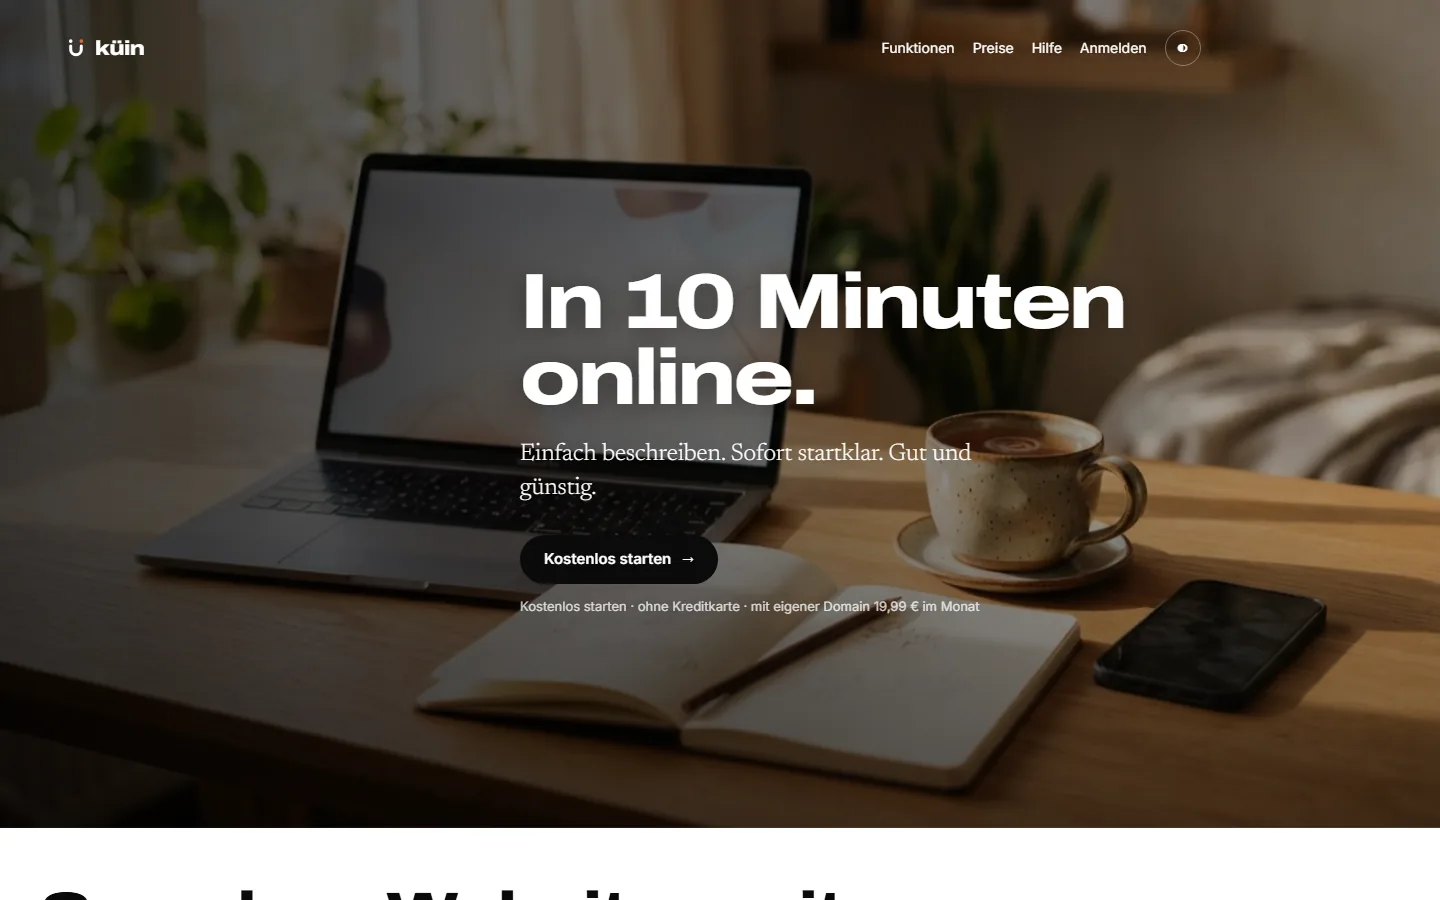 küin
Funktionen Preise Hilfe Anmelden
In 10 Minuten
online.
Einfach beschreiben. Sofort startklar. Gut und
günstig.
Kostenlos starten →
Kostenlos starten · ohne Kreditkarte · mit eigener Domain 19,99 € im Monat